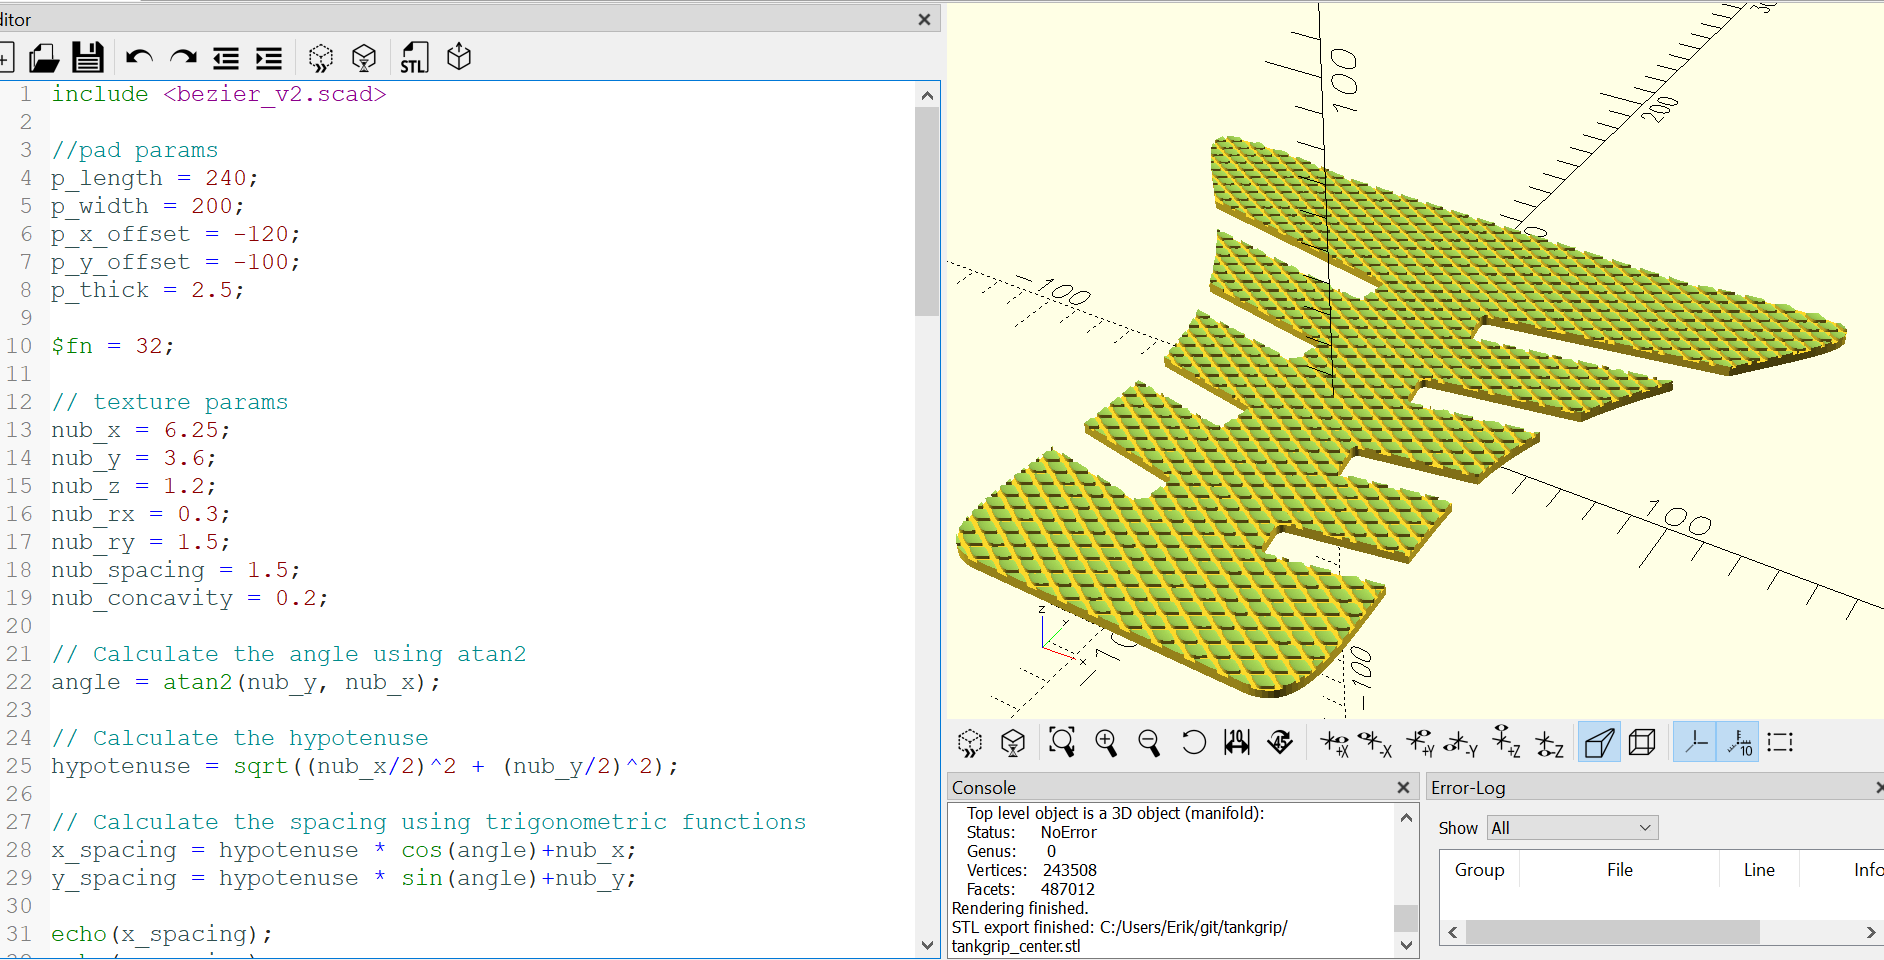 ditor
STL
1 include <bezier_v2.scad>
2
3 //pad params
4 p_length = 240;
5 p_width = 200;
6 p_x_offset = -120;
7 p_y_offset = -100;
8 p_thick = 2.5;
9
10 $fn = 32;
11
12 // texture params
13 nub_x = 6.25;
14 nub_y = 3.6;
15 nub_z = 1.2;
16 nub_rx = 0.3;
17 nub_ry = 1.5;
18 nub_spacing = 1.5;
19 nub_concavity = 0.2;
20
21 // Calculate the angle using atan2
22 angle = atan2(nub_y, nub_x);
23
24 // Calculate the hypotenuse
25 hypotenuse = sqrt((nub_x/2)^2 + (nub_y/2)^2);
26
27 // Calculate the spacing using trigonometric functions
28 x_spacing = hypotenuse * cos(angle)+nub_x;
29 y_spacing = hypotenuse * sin(angle)+nub_y;
30
31 echo(x_spacing);
100
200
-100
100
-100
z
y
x
+X
-X
+Y
-Y
+Z
-Z
10
Console
Top level object is a 3D object (manifold):
Status: NoError
Genus: 0
Vertices: 243508
Facets: 487012
Rendering finished.
STL export finished: C:/Users/Erik/git/tankgrip/
tankgrip_center.stl
Error-Log
Show All
Group File Line Info